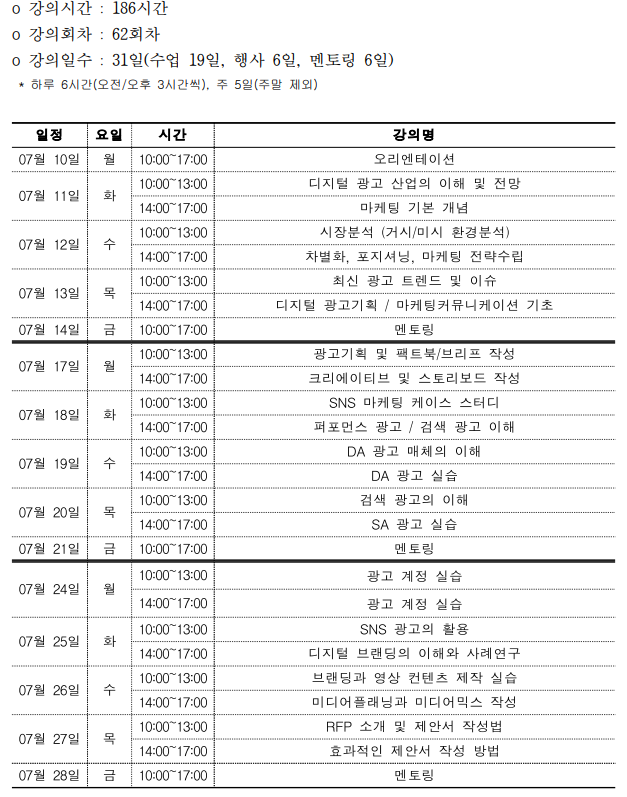 o 강의시간 : 186시간
o 강의회차 : 62회차
o 강의일수 : 31일(수업 19일, 행사 6일, 멘토링 6일)
* 하루 6시간(오전/오후 3시간씩), 주 5일(주말 제외)
일정 요일 시간 강의명
07월 10일 월 10:00~17:00 오리엔테이션
07월 11일 화 10:00~13:00 디지털 광고 산업의 이해 및 전망
14:00~17:00 마케팅 기본 개념
07월 12일 수 10:00~13:00 시장분석 (거시/미시 환경분석)
14:00~17:00 차별화, 포지셔닝, 마케팅 전략수립
07월 13일 목 10:00~13:00 최신 광고 트렌드 및 이슈
14:00~17:00 디지털 광고기획 / 마케팅커뮤니케이션 기초
07월 14일 금 10:00~17:00 멘토링
07월 17일 월 10:00~13:00 광고기획 및 팩트북/브리프 작성
14:00~17:00 크리에이티브 및 스토리보드 작성
07월 18일 화 10:00~13:00 SNS 마케팅 케이스 스터디
14:00~17:00 퍼포먼스 광고 / 검색 광고 이해
07월 19일 수 10:00~13:00 DA 광고 매체의 이해
14:00~17:00 DA 광고 실습
07월 20일 목 10:00~13:00 검색 광고의 이해
14:00~17:00 SA 광고 실습
07월 21일 금 10:00~17:00 멘토링
07월 24일 월 10:00~13:00 광고 계정 실습
14:00~17:00 광고 계정 실습
07월 25일 화 10:00~13:00 SNS 광고의 활용
14:00~17:00 디지털 브랜딩의 이해와 사례연구
07월 26일 수 10:00~13:00 브랜딩과 영상 컨텐츠 제작 실습
14:00~17:00 미디어플래닝과 미디어믹스 작성
07월 27일 목 10:00~13:00 RFP 소개 및 제안서 작성법
14:00~17:00 효과적인 제안서 작성 방법
07월 28일 금 10:00~17:00 멘토링